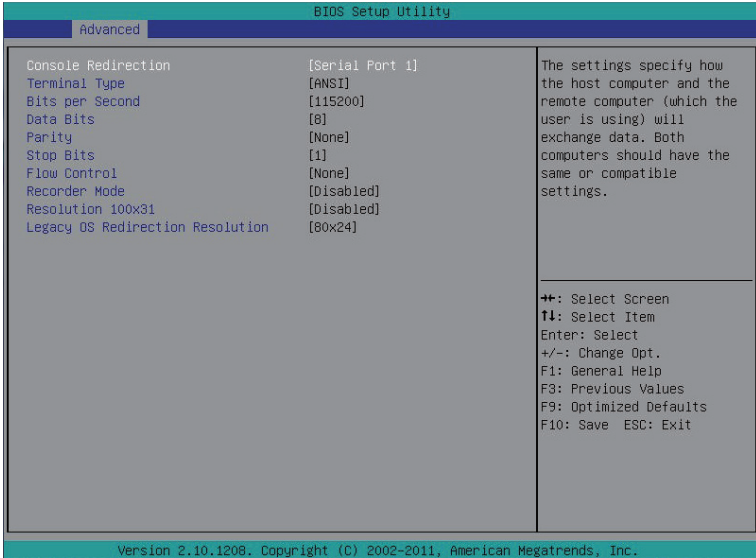 BIOS Setup Utility
Advanced
Console Redirection [Serial Port 1]
Terminal Type [ANSI]
Bits per Second [115200]
Data Bits [8]
Parity [None]
Stop Bits [1]
Flow Control [None]
Recorder Mode [Disabled]
Resolution 100x31 [Disabled]
Legacy OS Redirection Resolution [80x24]
The settings specify how
the host computer and the
remote computer (which the
user is using) will
exchange data. Both
computers should have the
same or compatible
settings.
→←: Select Screen
↑↓: Select Item
Enter: Select
+/-: Change Opt.
F1: General Help
F3: Previous Values
F9: Optimized Defaults
F10: Save ESC: Exit
Version 2.10.1208. Copyright (C) 2002-2011, American Megatrends, Inc.